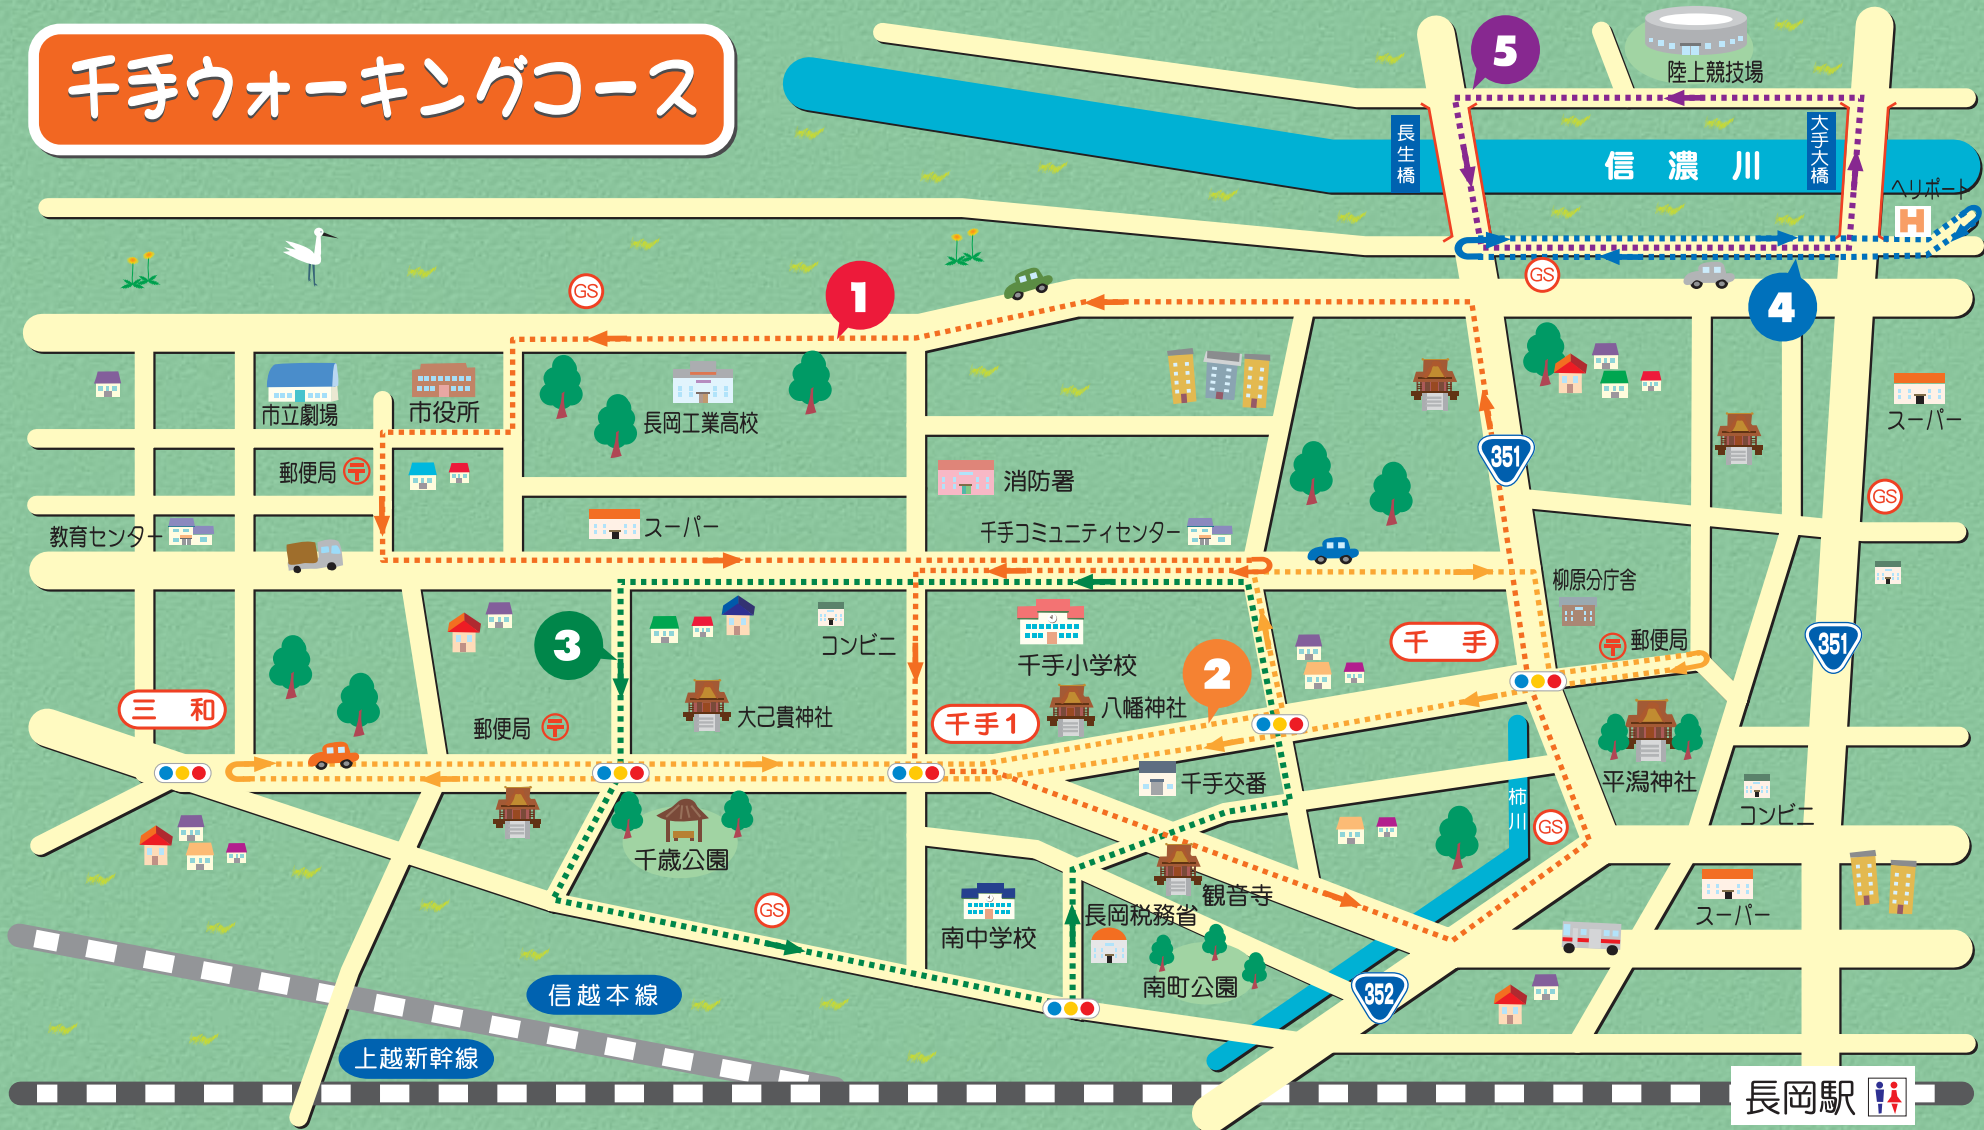 千手ウォーキングコース
5
陸上競技場
長生橋
信濃川
大手大橋
ヘリポート
H
GS
GS
1
4
市立劇場
市役所
長岡工業高校
スーパー
351
郵便局
〒
消防署
GS
教育センター
スーパー
千手コミュニティセンター
柳原分庁舎
3
コンビニ
千手小学校
2
千手
〒
郵便局
351
三和
郵便局
〒
大己貴神社
千手1
八幡神社
千手交番
平潟神社
柿川
コンビニ
GS
千歳公園
観音寺
GS
長岡税務署
スーパー
南中学校
南町公園
信越本線
352
上越新幹線
長岡駅